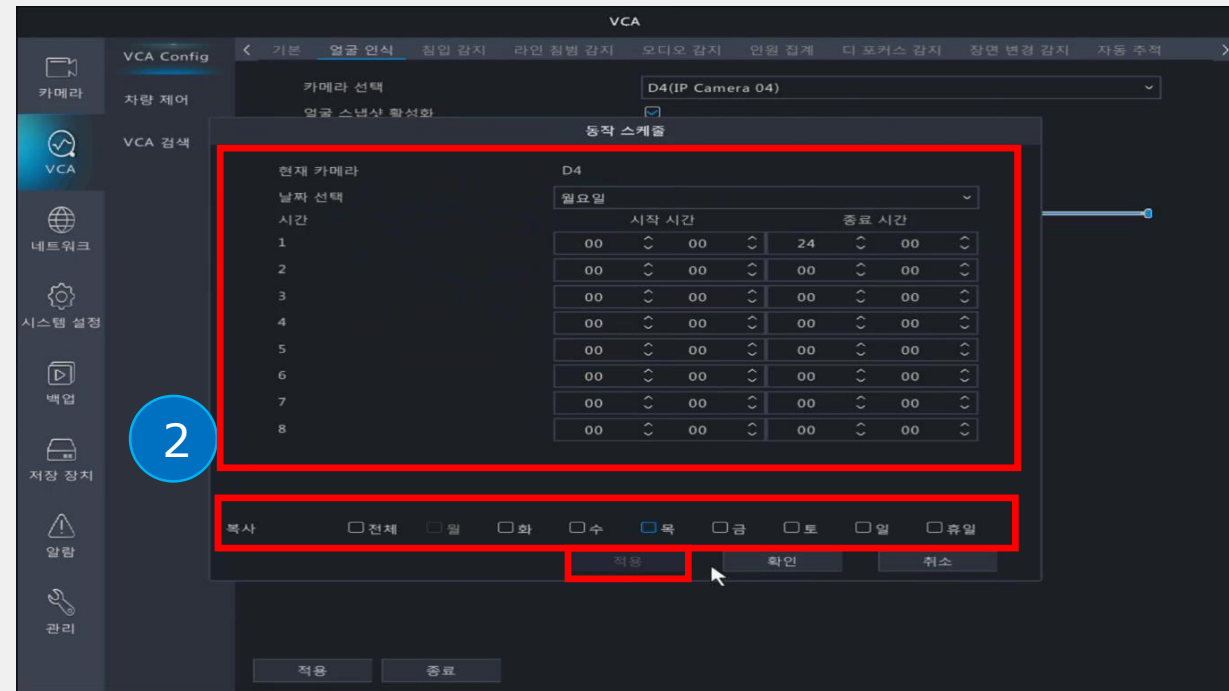 VCA
카메라
VCA
네트워크
시스템 설정
백업
저장 장치
알람
관리
VCA Config
차량 제어
VCA 검색
기본 얼굴 인식 침입 감지 라인 침범 감지 오디오 감지 인원 집계 디 포커스 감지 장면 변경 감지 자동 추적
카메라 선택 D4(IP Camera 04)
얼굴 스냅샷 활성화
동작 스케줄
현재 카메라 D4
날짜 선택 월요일
시간 시작 시간 종료 시간
1 00 00 24 00
2 00 00 00 00
3 00 00 00 00
4 00 00 00 00
5 00 00 00 00
6 00 00 00 00
7 00 00 00 00
8 00 00 00 00
2
복사 전체 월 화 수 목 금 토 일 휴일
적용 확인 취소
적용 종료